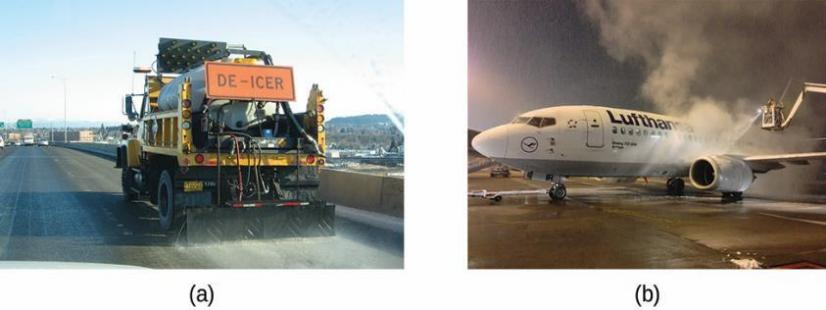 DE-ICER
Lufthansa
(a)
(b)